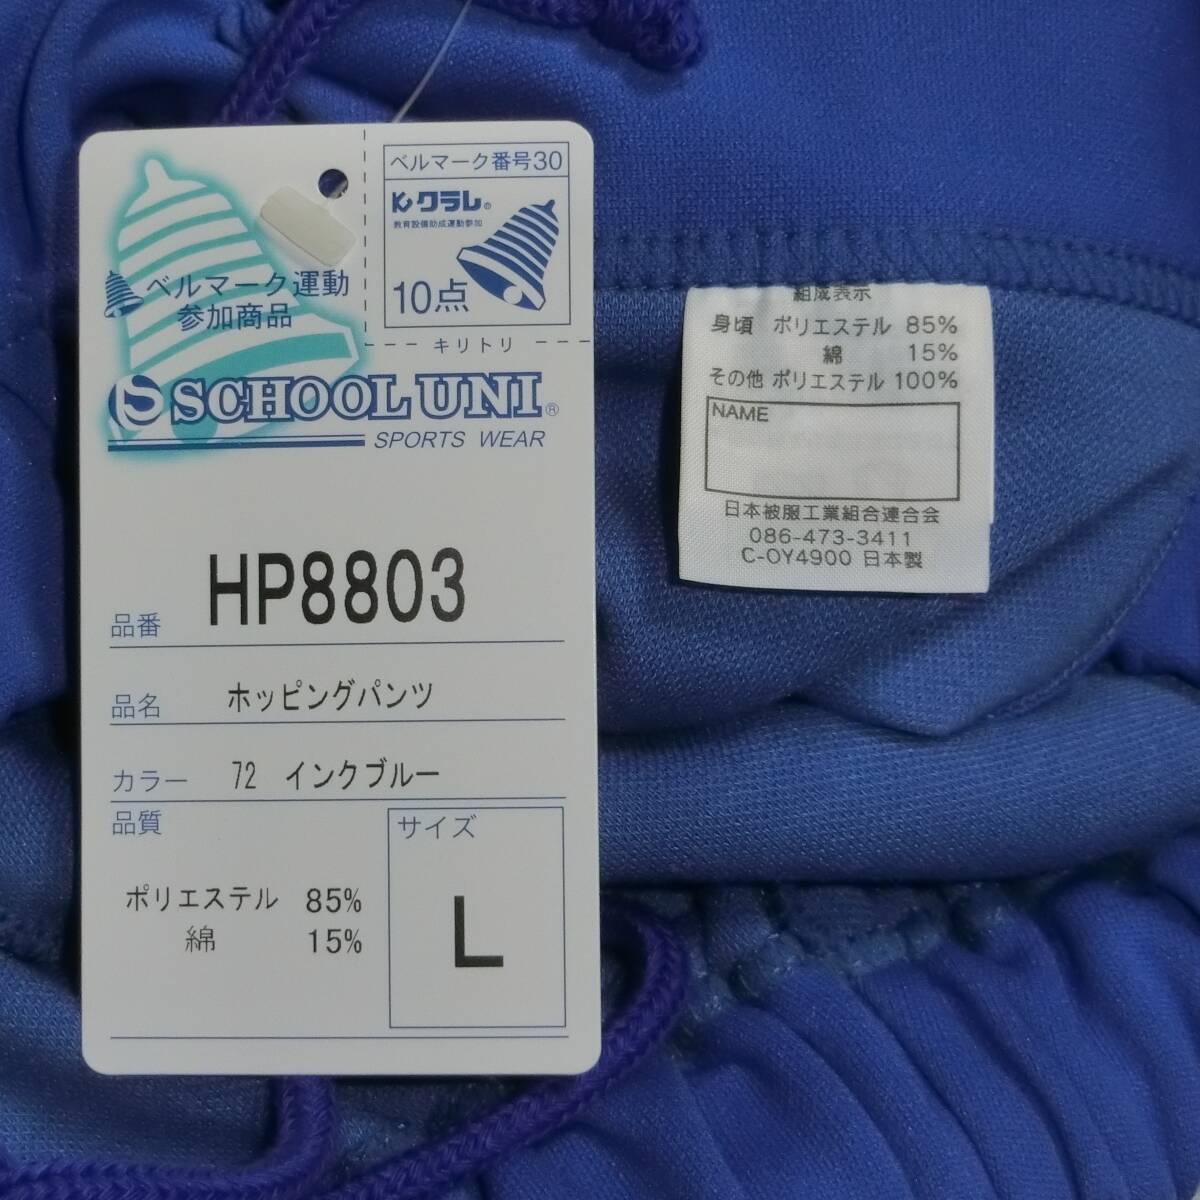 ベルマーク番号30
クラレ®
教育設備助成運動参加
10点
キリトリ
ベルマーク運動
参加商品
S SCHOOL UNI®
SPORTS WEAR
品番 HP8803
品名 ホッピングパンツ
カラー 72 インクブルー
品質
ポリエステル 85%
綿 15%
サイズ
L
組成表示
身頃 ポリエステル 85%
綿 15%
その他 ポリエステル 100%
NAME
日本被服工業組合連合会
086-473-3411
C-OY4900 日本製